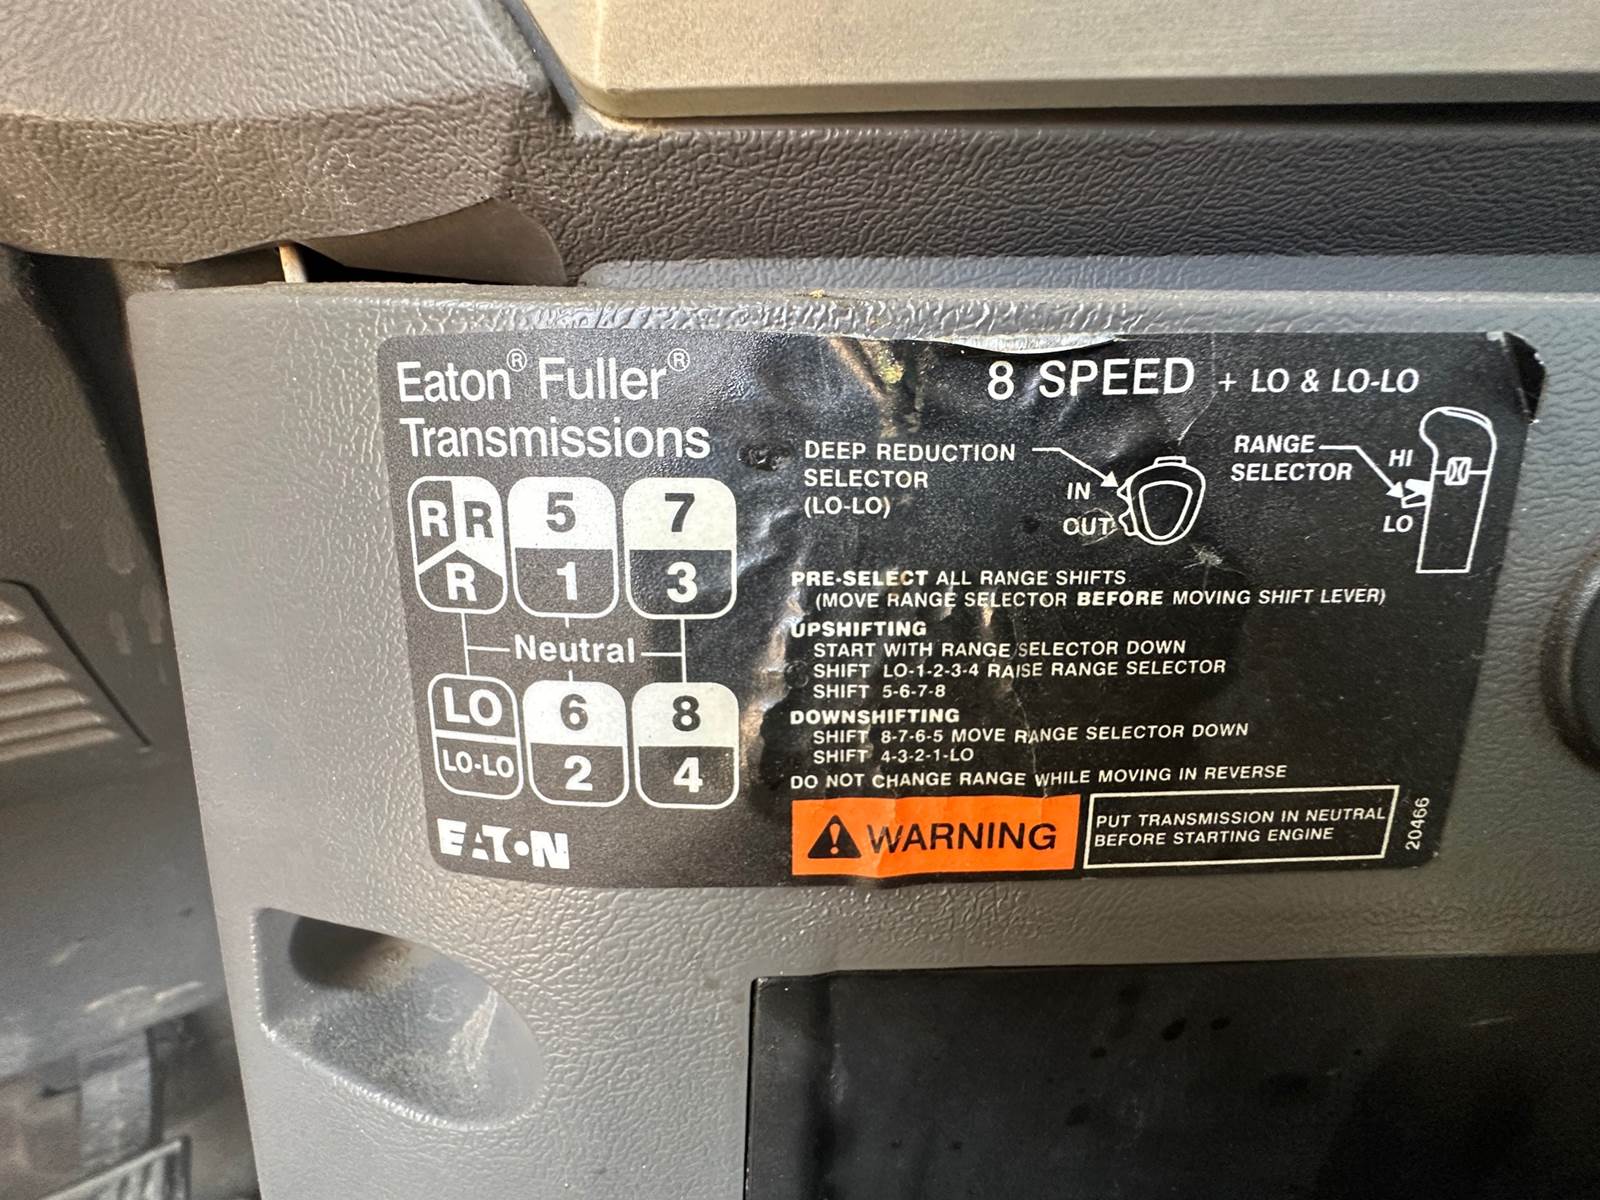 Eaton® Fuller®
Transmissions
8 SPEED + LO & LO-LO
R R 5 7
R 1 3
Neutral
LO 6 8
LO-LO 2 4
EATON
DEEP REDUCTION
SELECTOR
(LO-LO)
IN
OUT
RANGE
SELECTOR
HI
LO
PRE-SELECT ALL RANGE SHIFTS
(MOVE RANGE SELECTOR BEFORE MOVING SHIFT LEVER)
UPSHIFTING
START WITH RANGE SELECTOR DOWN
SHIFT LO-1-2-3-4 RAISE RANGE SELECTOR
SHIFT 5-6-7-8
DOWNSHIFTING
SHIFT 8-7-6-5 MOVE RANGE SELECTOR DOWN
SHIFT 4-3-2-1-LO
DO NOT CHANGE RANGE WHILE MOVING IN REVERSE
WARNING
PUT TRANSMISSION IN NEUTRAL
BEFORE STARTING ENGINE
20466